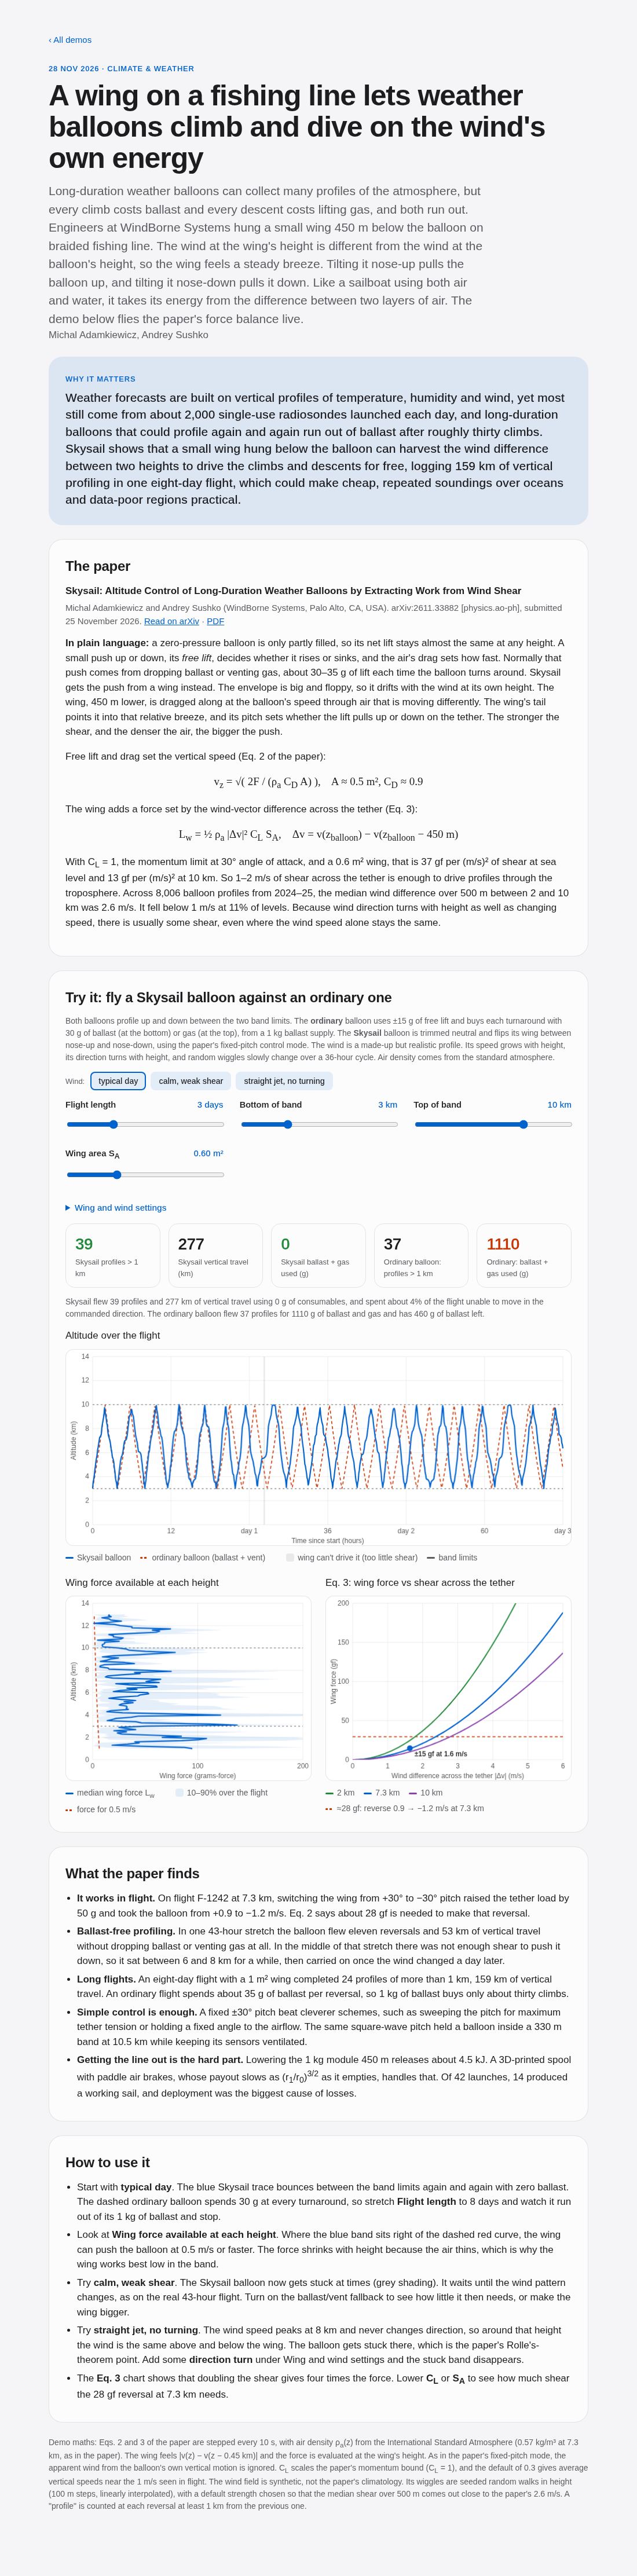 ‹ All demos
28 NOV 2026 · CLIMATE & WEATHER
A wing on a fishing line lets weather
balloons climb and dive on the wind's
own energy
Long-duration weather balloons can collect many profiles of the atmosphere, but
every climb costs ballast and every descent costs lifting gas, and both run out.
Engineers at WindBorne Systems hung a small wing 450 m below the balloon on
braided fishing line. The wind at the wing's height is different from the wind at the
balloon's height, so the wing feels a steady breeze. Tilting it nose-up pulls the
balloon up, and tilting it nose-down pulls it down. Like a sailboat using both air
and water, it takes its energy from the difference between two layers of air. The
demo below flies the paper's force balance live.
Michal Adamkiewicz, Andrey Sushko
WHY IT MATTERS
Weather forecasts are built on vertical profiles of temperature, humidity and wind, yet most
still come from about 2,000 single-use radiosondes launched each day, and long-duration
balloons that could profile again and again run out of ballast after roughly thirty climbs.
Skysail shows that a small wing hung below the balloon can harvest the wind difference
between two heights to drive the climbs and descents for free, logging 159 km of vertical
profiling in one eight-day flight, which could make cheap, repeated soundings over oceans
and data-poor regions practical.
The paper
Skysail: Altitude Control of Long-Duration Weather Balloons by Extracting Work from Wind Shear
Michal Adamkiewicz and Andrey Sushko (WindBorne Systems, Palo Alto, CA, USA). arXiv:2611.33882 [physics.ao-ph], submitted
25 November 2026. Read on arXiv · PDF
In plain language: a zero-pressure balloon is only partly filled, so its net lift stays almost the same at any height. A
small push up or down, its free lift, decides whether it rises or sinks, and the air's drag sets how fast. Normally that
push comes from dropping ballast or venting gas, about 30–35 g of lift each time the balloon turns around. Skysail
gets the push from a wing instead. The envelope is big and floppy, so it drifts with the wind at its own height. The
wing, 450 m lower, is dragged along at the balloon's speed through air that is moving differently. The wing's tail
points it into that relative breeze, and its pitch sets whether the lift pulls up or down on the tether. The stronger the
shear, and the denser the air, the bigger the push.
Free lift and drag set the vertical speed (Eq. 2 of the paper):
v_z = √( 2F / (ρ_a C_D A) ), A ≈ 0.5 m², C_D ≈ 0.9
The wing adds a force set by the wind-vector difference across the tether (Eq. 3):
L_w = ½ ρ_a |Δv|² C_L S_A, Δv = v(z_balloon) − v(z_balloon − 450 m)
With C_L = 1, the momentum limit at 30° angle of attack, and a 0.6 m² wing, that is 37 gf per (m/s)² of shear at sea
level and 13 gf per (m/s)² at 10 km. So 1–2 m/s of shear across the tether is enough to drive profiles through the
troposphere. Across 8,006 balloon profiles from 2024–25, the median wind difference over 500 m between 2 and 10
km was 2.6 m/s. It fell below 1 m/s at 11% of levels. Because wind direction turns with height as well as changing
speed, there is usually some shear, even where the wind speed alone stays the same.
Try it: fly a Skysail balloon against an ordinary one
Both balloons profile up and down between the two band limits. The ordinary balloon uses ±15 g of free lift and buys each turnaround with
30 g of ballast (at the bottom) or gas (at the top), from a 1 kg ballast supply. The Skysail balloon is trimmed neutral and flips its wing between
nose-up and nose-down, using the paper's fixed-pitch control mode. The wind is a made-up but realistic profile. Its speed grows with height,
its direction turns with height, and random wiggles slowly change over a 36-hour cycle. Air density comes from the standard atmosphere.
Wind: typical day calm, weak shear straight jet, no turning
Flight length 3 days Bottom of band 3 km Top of band 10 km
Wing area S_A 0.60 m²
▶ Wing and wind settings
39 277 0 37 1110
Skysail profiles > 1 km
Skysail vertical travel (km)
Skysail ballast + gas used (g)
Ordinary balloon: profiles > 1 km
Ordinary: ballast + gas used (g)
Skysail flew 39 profiles and 277 km of vertical travel using 0 g of consumables, and spent about 4% of the flight unable to move in the
commanded direction. The ordinary balloon flew 37 profiles for 1110 g of ballast and gas and has 460 g of ballast left.
Altitude over the flight
14
12
10
8
6
4
2
0
Altitude (km)
0 12 day 1 36 day 2 60 day 3
Time since start (hours)
Skysail balloon ordinary balloon (ballast + vent) wing can't drive it (too little shear) band limits
Wing force available at each height
14
12
10
8
6
4
2
0
Altitude (km)
0 100 200
Wing force (grams-force)
median wing force L_w 10–90% over the flight
force for 0.5 m/s
Eq. 3: wing force vs shear across the tether
200
150
100
50
0
Wing force (gf)
±15 gf at 1.6 m/s
0 1 2 3 4 5 6
Wind difference across the tether |Δv| (m/s)
2 km 7.3 km 10 km
≈28 gf: reverse 0.9 → −1.2 m/s at 7.3 km
What the paper finds
• It works in flight. On flight F-1242 at 7.3 km, switching the wing from +30° to −30° pitch raised the tether load by
50 g and took the balloon from +0.9 to −1.2 m/s. Eq. 2 says about 28 gf is needed to make that reversal.
• Ballast-free profiling. In one 43-hour stretch the balloon flew eleven reversals and 53 km of vertical travel
without dropping ballast or venting gas at all. In the middle of that stretch there was not enough shear to push it
down, so it sat between 6 and 8 km for a while, then carried on once the wind changed a day later.
• Long flights. An eight-day flight with a 1 m² wing completed 24 profiles of more than 1 km, 159 km of vertical
travel. An ordinary flight spends about 35 g of ballast per reversal, so 1 kg of ballast buys only about thirty climbs.
• Simple control is enough. A fixed ±30° pitch beat cleverer schemes, such as sweeping the pitch for maximum
tether tension or holding a fixed angle to the airflow. The same square-wave pitch held a balloon inside a 330 m
band at 10.5 km while keeping its sensors ventilated.
• Getting the line out is the hard part. Lowering the 1 kg module 450 m releases about 4.5 kJ. A 3D-printed spool
with paddle air brakes, whose payout slows as (r₁/r₀)^3/2 as it empties, handles that. Of 42 launches, 14 produced
a working sail, and deployment was the biggest cause of losses.
How to use it
• Start with typical day. The blue Skysail trace bounces between the band limits again and again with zero ballast.
The dashed ordinary balloon spends 30 g at every turnaround, so stretch Flight length to 8 days and watch it run
out of its 1 kg of ballast and stop.
• Look at Wing force available at each height. Where the blue band sits right of the dashed red curve, the wing
can push the balloon at 0.5 m/s or faster. The force shrinks with height because the air thins, which is why the
wing works best low in the band.
• Try calm, weak shear. The Skysail balloon now gets stuck at times (grey shading). It waits until the wind pattern
changes, as on the real 43-hour flight. Turn on the ballast/vent fallback to see how little it then needs, or make the
wing bigger.
• Try straight jet, no turning. The wind speed peaks at 8 km and never changes direction, so around that height
the wind is the same above and below the wing. The balloon gets stuck there, which is the paper's Rolle's-
theorem point. Add some direction turn under Wing and wind settings and the stuck band disappears.
• The Eq. 3 chart shows that doubling the shear gives four times the force. Lower C_L or S_A to see how much shear
the 28 gf reversal at 7.3 km needs.
Demo maths: Eqs. 2 and 3 of the paper are stepped every 10 s, with air density ρ_a(z) from the International Standard Atmosphere (0.57 kg/m³ at 7.3
km, as in the paper). The wing feels |v(z) − v(z − 0.45 km)| and the force is evaluated at the wing's height. As in the paper's fixed-pitch mode, the
apparent wind from the balloon's own vertical motion is ignored. C_L scales the paper's momentum bound (C_L = 1), and the default of 0.3 gives average
vertical speeds near the 1 m/s seen in flight. The wind field is synthetic, not the paper's climatology. Its wiggles are seeded random walks in height
(100 m steps, linearly interpolated), with a default strength chosen so that the median shear over 500 m comes out close to the paper's 2.6 m/s. A
"profile" is counted at each reversal at least 1 km from the previous one.